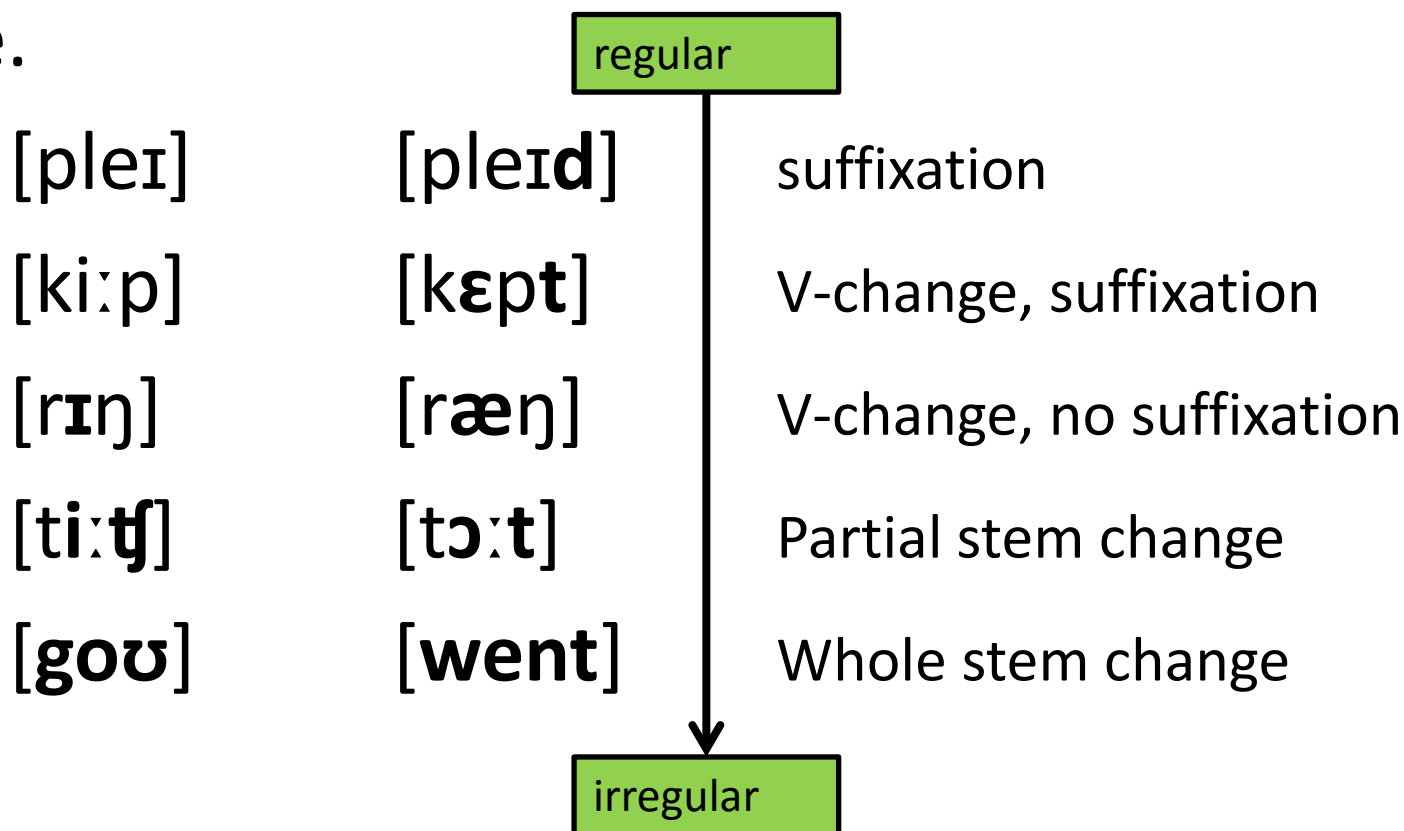 e.
regular
[pleɪ] [pleɪd] suffixation
[kiːp] [kɛpt] V-change, suffixation
[rɪŋ] [ræŋ] V-change, no suffixation
[tiːʧ] [tɔːt] Partial stem change
[goʊ] [went] Whole stem change
irregular